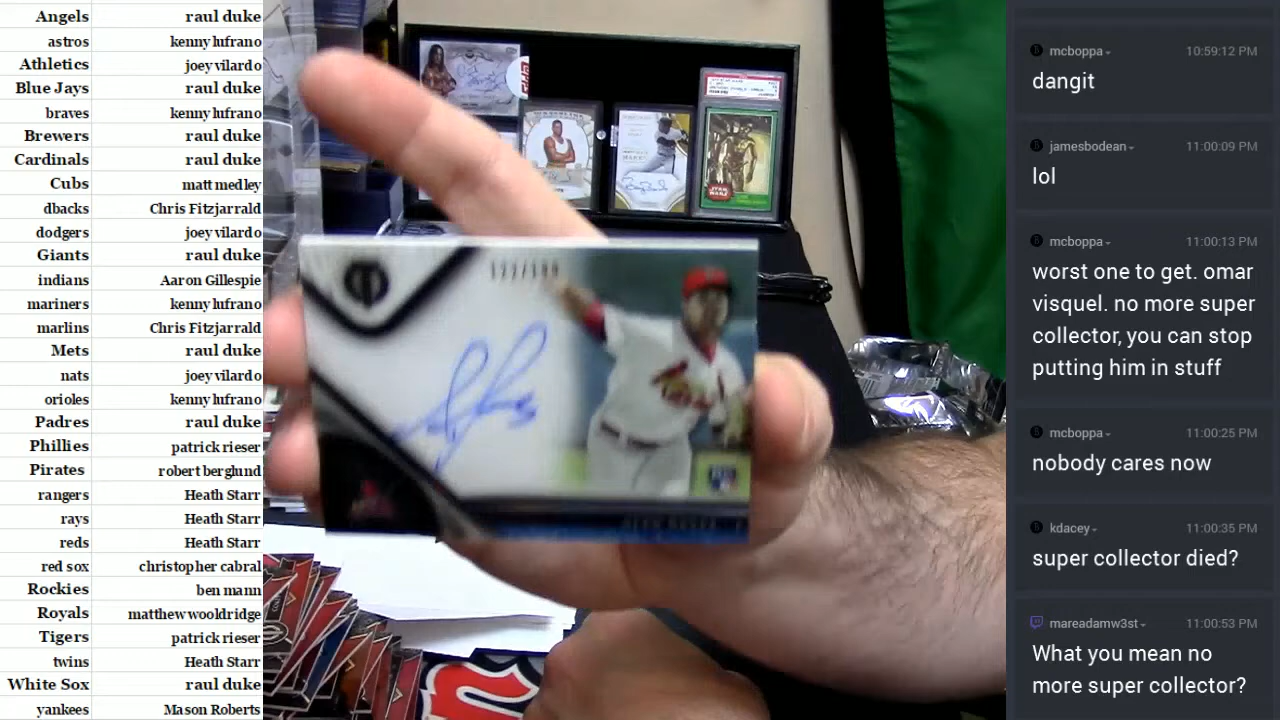 Angels raul duke
astros kenny lufrano
Athletics joey vilardo
Blue Jays raul duke
braves kenny lufrano
Brewers raul duke
Cardinals raul duke
Cubs matt medley
dbacks Chris Fitzjarrald
dodgers joey vilardo
Giants raul duke
indians Aaron Gillespie
mariners kenny lufrano
marlins Chris Fitzjarrald
Mets raul duke
nats joey vilardo
orioles kenny lufrano
Padres raul duke
Phillies patrick rieser
Pirates robert berglund
rangers Heath Starr
rays Heath Starr
reds Heath Starr
red sox christopher cabral
Rockies ben mann
Royals matthew wooldridge
Tigers patrick rieser
twins Heath Starr
White Sox raul duke
yankees Mason Roberts
STAR
WARS
Cardinals
mcboppa 10:59:12 PM
dangit
jamesbodean 11:00:09 PM
lol
mcboppa 11:00:13 PM
worst one to get. omar
visquel. no more super
collector, you can stop
putting him in stuff
mcboppa 11:00:25 PM
nobody cares now
kdacey 11:00:35 PM
super collector died?
mareadamw3st 11:00:53 PM
What you mean no
more super collector?